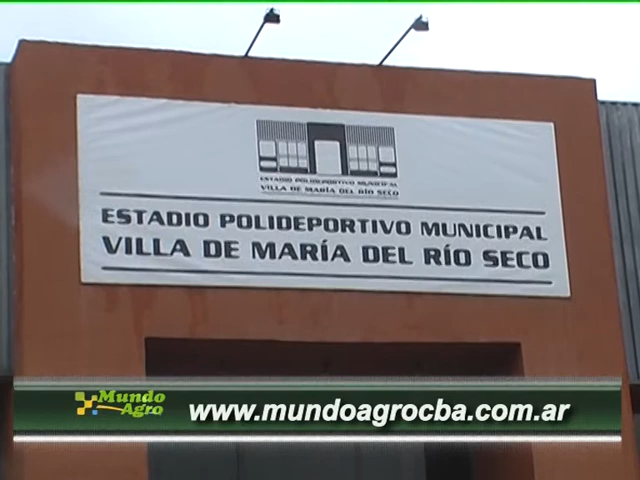 ESTADIO POLIDEPORTIVO MUNICIPAL
VILLA DE MARÍA DEL RÍO SECO
ESTADIO POLIDEPORTIVO MUNICIPAL
VILLA DE MARÍA DEL RÍO SECO
Mundo
Agro
www.mundoagrocba.com.ar